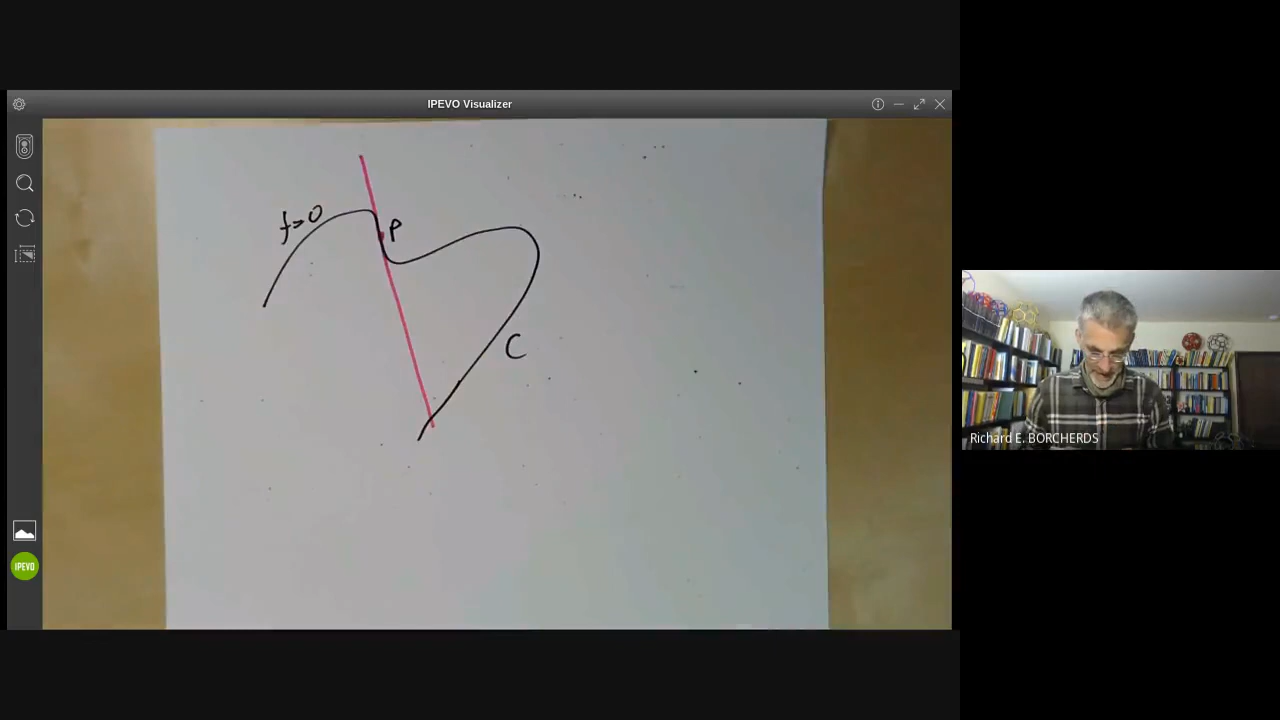 IPEVO Visualizer
f=0
P
C
IPEVO
Richard E. BORCHERDS